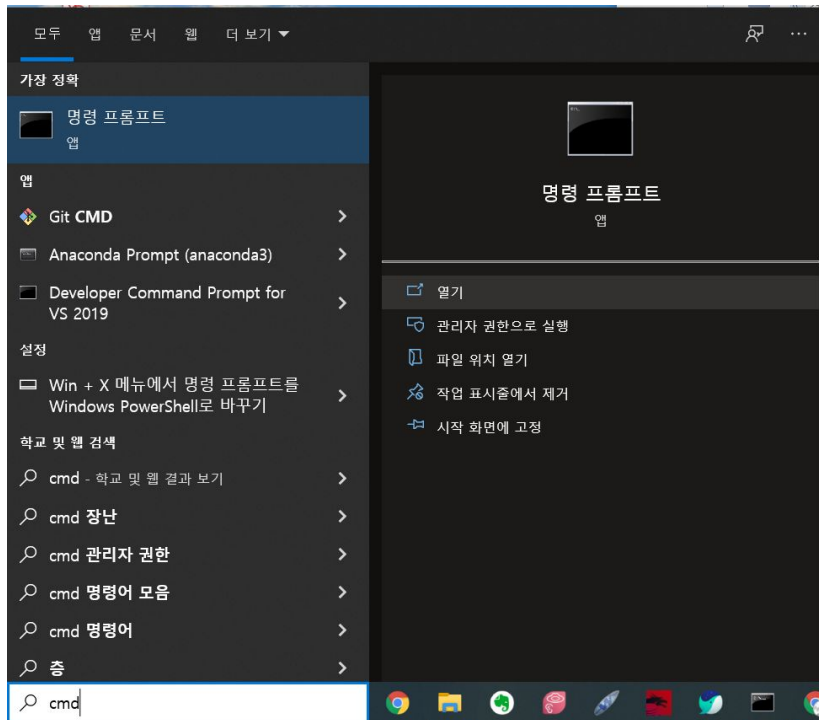 모두 앱 문서 웹 더 보기
가장 정확
명령 프롬프트
앱
앱
Git CMD
Anaconda Prompt (anaconda3)
Developer Command Prompt for
VS 2019
설정
Win + X 메뉴에서 명령 프롬프트를
Windows PowerShell로 바꾸기
학교 및 웹 검색
cmd - 학교 및 웹 결과 보기
cmd 장난
cmd 관리자 권한
cmd 명령어 모음
cmd 명령어
층
cmd
명령 프롬프트
앱
열기
관리자 권한으로 실행
파일 위치 열기
작업 표시줄에서 제거
시작 화면에 고정